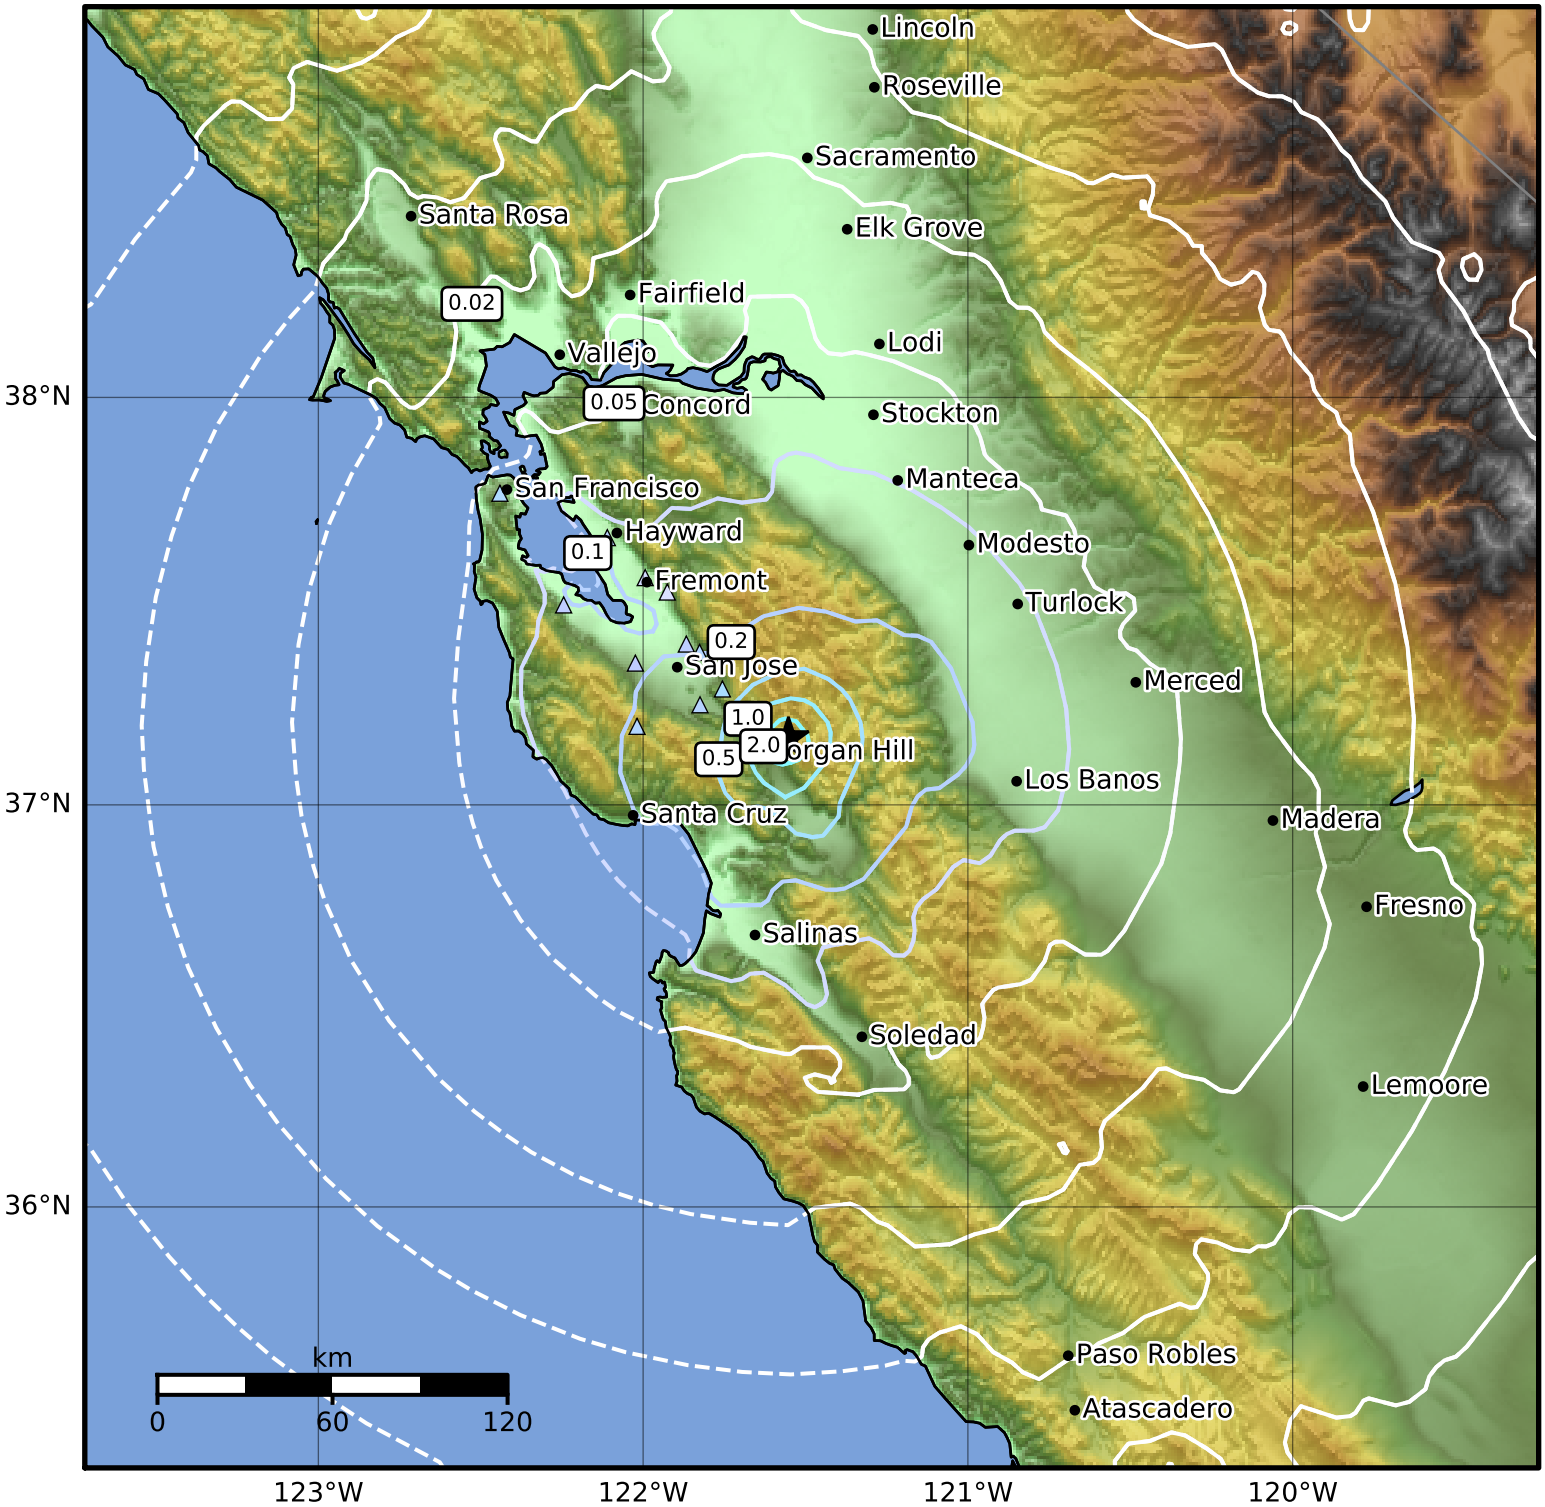 Lincoln
Roseville
Sacramento
Santa Rosa
Elk Grove
Fairfield
0.02
Lodi
Vallejo
38°N
0.05
Concord
Stockton
Manteca
San Francisco
Hayward
Modesto
0.1
Fremont
Turlock
0.2
San Jose
Merced
1.0
2.0
organ Hill
0.5
Los Banos
37°N
Santa Cruz
Madera
Fresno
Salinas
Soledad
Lemoore
36°N
Paso Robles
km
Atascadero
0 60 120
123°W 122°W 121°W 120°W